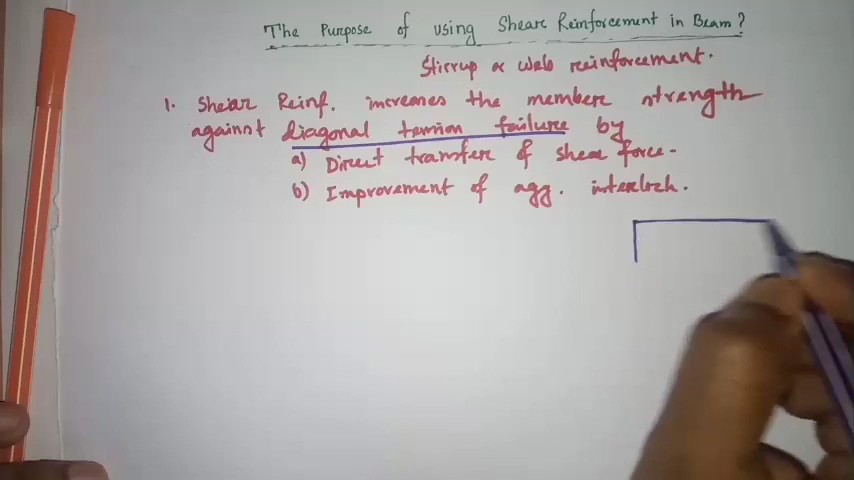 The Purpose of using Shear Reinforcement in Beam?
Stirrup or Web reinforcement.
1. Shear Reinf. increases the member strength
against diagonal tension failure by
a) Direct transfer of shear force.
b) Improvement of agg. interlock.